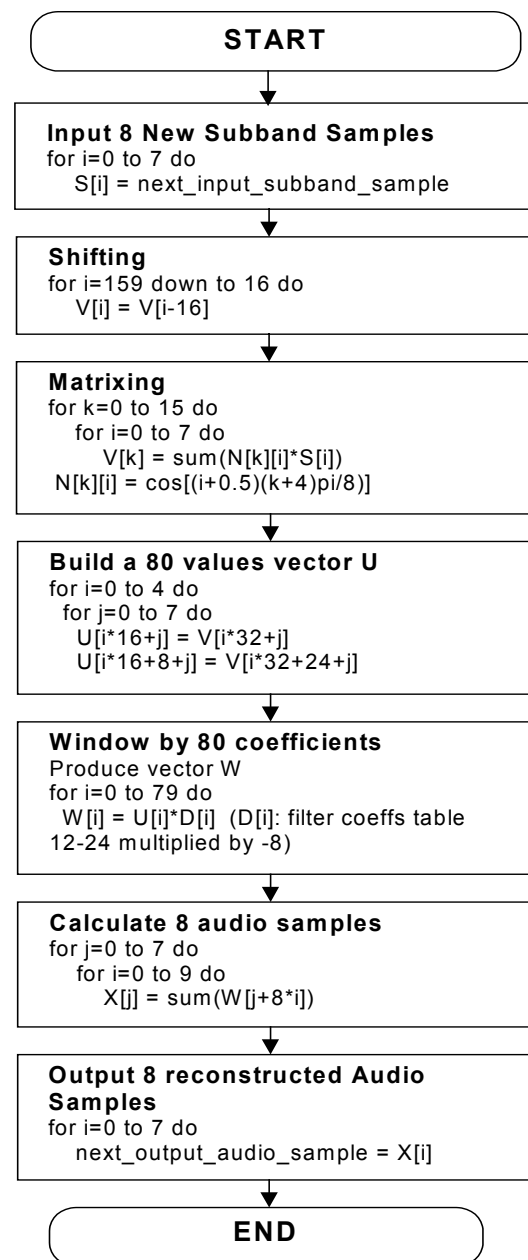 START
Input 8 New Subband Samples
for i=0 to 7 do
S[i] = next_input_subband_sample
Shifting
for i=159 down to 16 do
V[i] = V[i-16]
Matrixing
for k=0 to 15 do
for i=0 to 7 do
V[k] = sum(N[k][i]*S[i])
N[k][i] = cos[(i+0.5)(k+4)pi/8)]
Build a 80 values vector U
for i=0 to 4 do
for j=0 to 7 do
U[i*16+j] = V[i*32+j]
U[i*16+8+j] = V[i*32+24+j]
Window by 80 coefficients
Produce vector W
for i=0 to 79 do
W[i] = U[i]*D[i] (D[i]: filter coeffs table
12-24 multiplied by -8)
Calculate 8 audio samples
for j=0 to 7 do
for i=0 to 9 do
X[j] = sum(W[j+8*i])
Output 8 reconstructed Audio
Samples
for i=0 to 7 do
next_output_audio_sample = X[i]
END